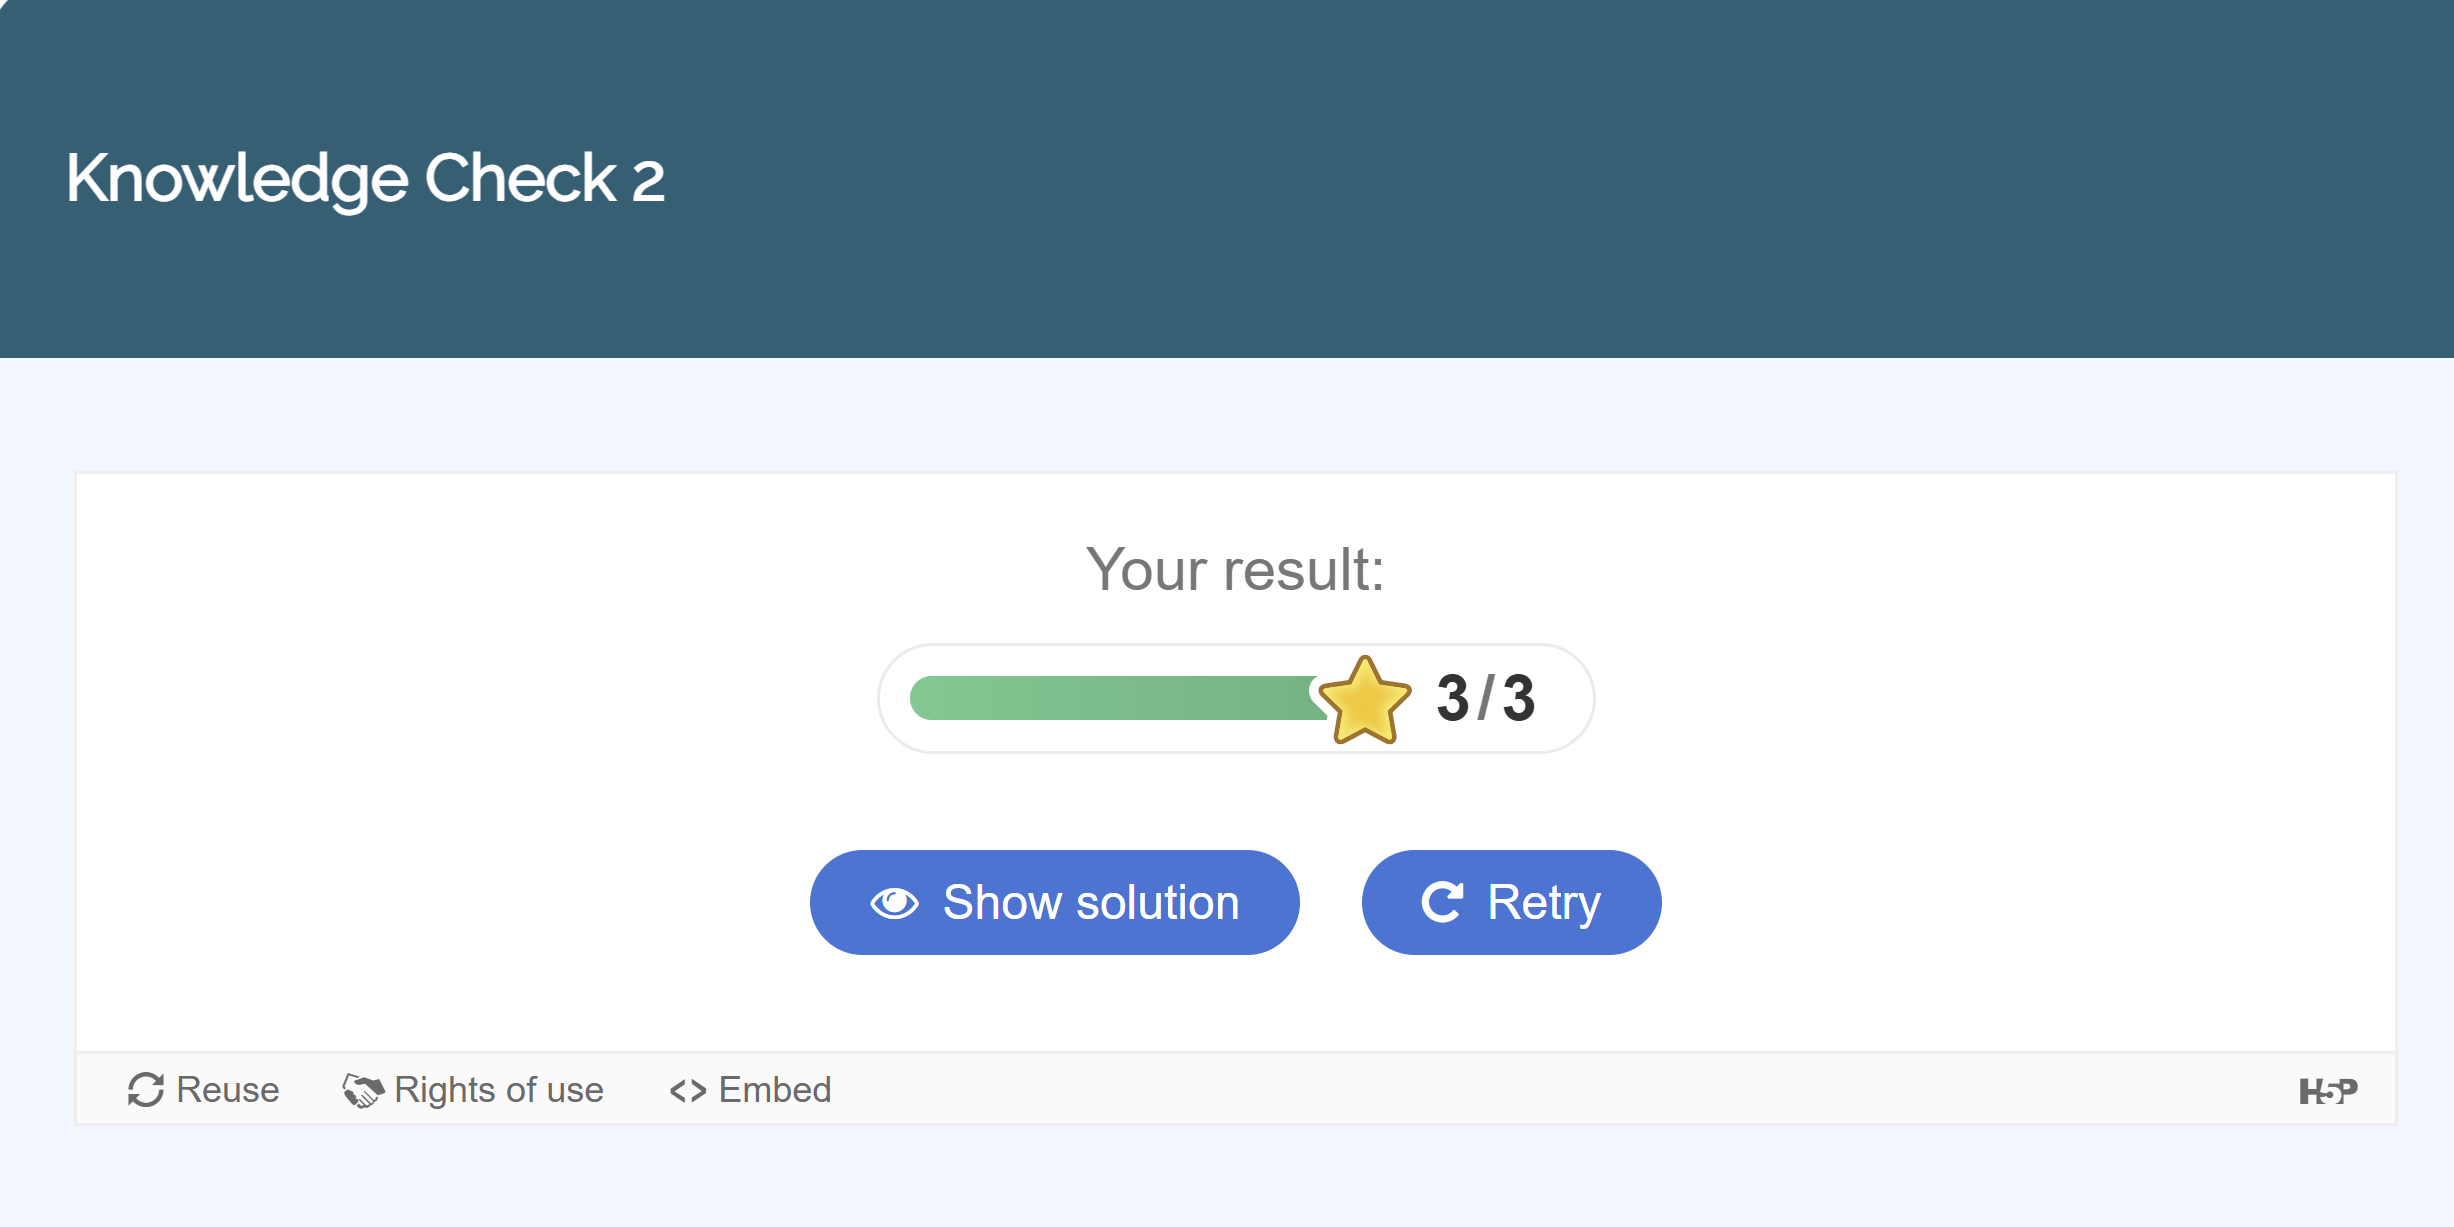 Knowledge Check 2
Your result:
3/3
Show solution
Retry
Reuse
Rights of use
Embed
H5P